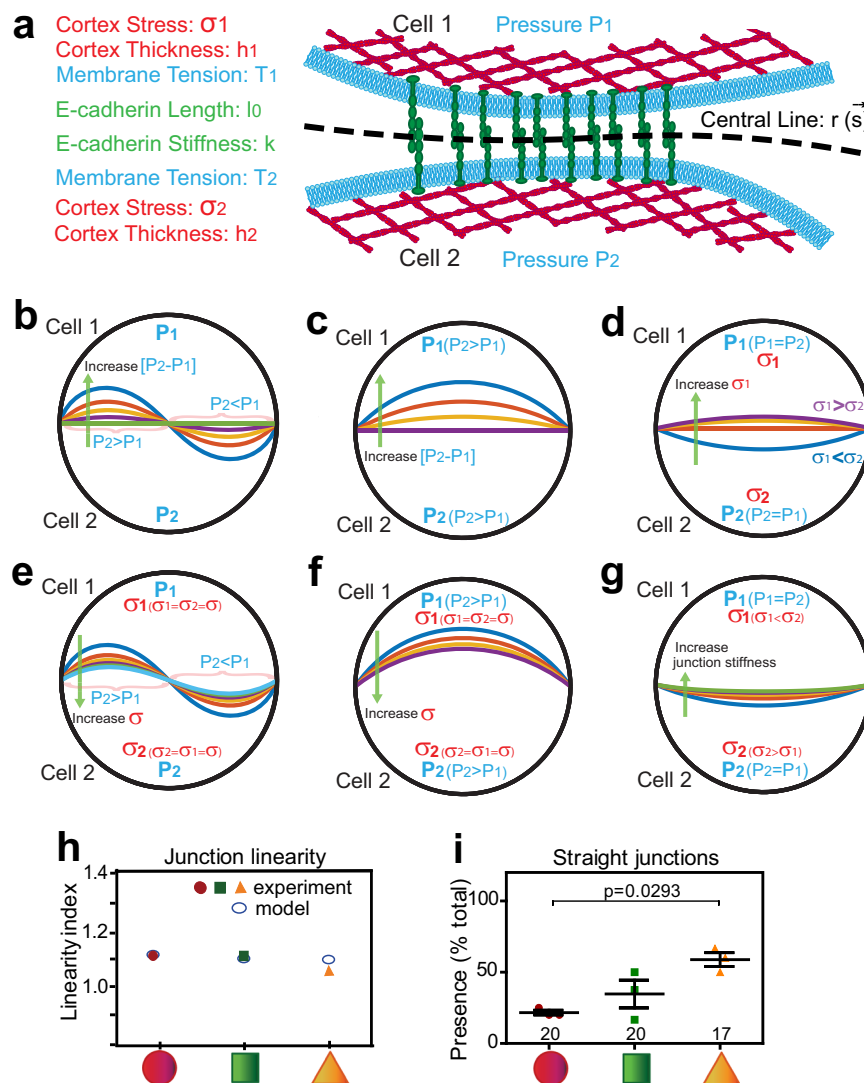 a
Cortex Stress: σ1
Cortex Thickness: h1
Membrane Tension: T1
E-cadherin Length: l0
E-cadherin Stiffness: k
Membrane Tension: T2
Cortex Stress: σ2
Cortex Thickness: h2
Cell 1
Pressure P1
Central Line: r (s⃗)
Cell 2
Pressure P2
b
Cell 1
P1
Increase [P2-P1]
P2<P1
P2>P1
P2
Cell 2
c
P1(P2>P1)
Increase
[P2-P1]
P2(P2>P1)
d
Cell 1
P1(P1=P2)
σ1
Increase σ1
σ1>σ2
σ1<σ2
σ2
P2(P2=P1)
Cell 2
e
Cell 1
P1
σ1(σ1=σ2=σ)
P2<P1
P2>P1
Increase σ
σ2(σ2=σ1=σ)
P2
Cell 2
f
Cell 1
P1(P2>P1)
σ1(σ1=σ2=σ)
Increase σ
σ2(σ2=σ1=σ)
P2(P2>P1)
Cell 2
g
Cell 1
P1(P1=P2)
σ1(σ1<σ2)
Increase
junction stiffness
σ2(σ2>σ1)
P2(P2=P1)
Cell 2
h
Junction linearity
1.4
1.2
1.0
Linearity index
experiment
model
i
Straight junctions
p=0.0293
100
50
0
Presence (% total)
20
20
17